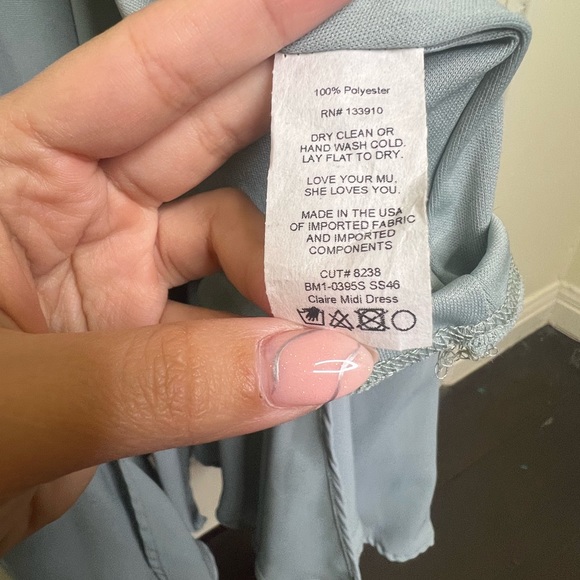 100% Polyester
RN# 133910
DRY CLEAN OR
HAND WASH COLD.
LAY FLAT TO DRY.
LOVE YOUR MU,
SHE LOVES YOU.
MADE IN THE USA
OF IMPORTED FABRIC
AND IMPORTED
COMPONENTS
CUT# 8238
BM1-0395S SS46
Claire Midi Dress